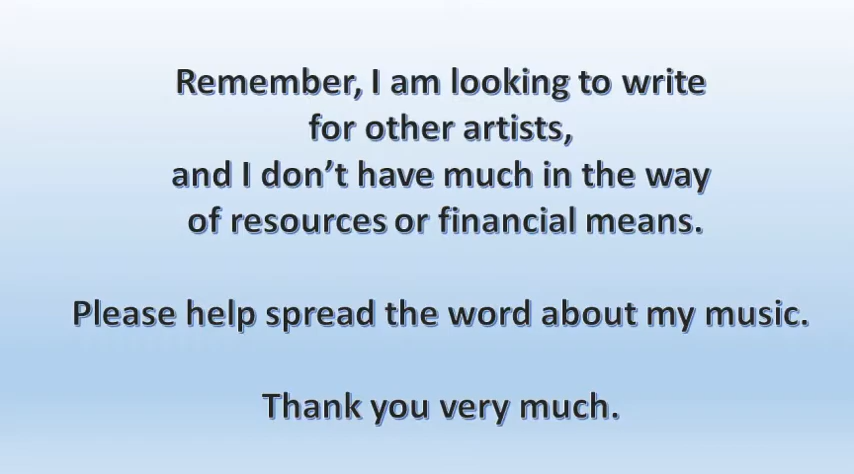 Remember, I am looking to write
for other artists,
and I don’t have much in the way
of resources or financial means.
Please help spread the word about my music.
Thank you very much.